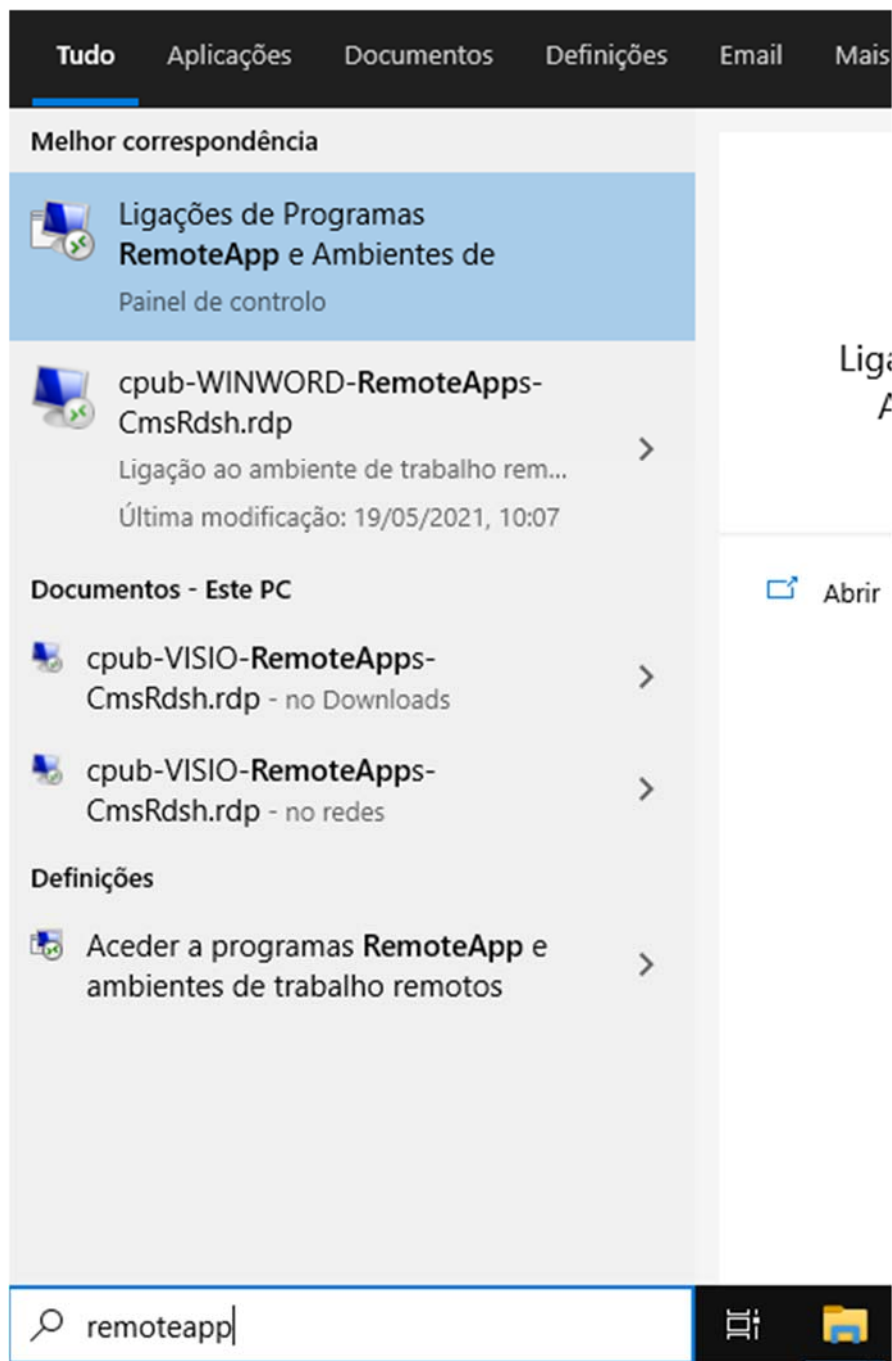 Tudo Aplicações Documentos Definições Email Mais
Melhor correspondência
Ligações de Programas
RemoteApp e Ambientes de
Painel de controlo
cpub-WINWORD-RemoteApps-
CmsRdsh.rdp
Ligação ao ambiente de trabalho rem...
Última modificação: 19/05/2021, 10:07
Documentos - Este PC
cpub-VISIO-RemoteApps-
CmsRdsh.rdp - no Downloads
cpub-VISIO-RemoteApps-
CmsRdsh.rdp - no redes
Definições
Aceder a programas RemoteApp e
ambientes de trabalho remotos
Abrir
remoteapp